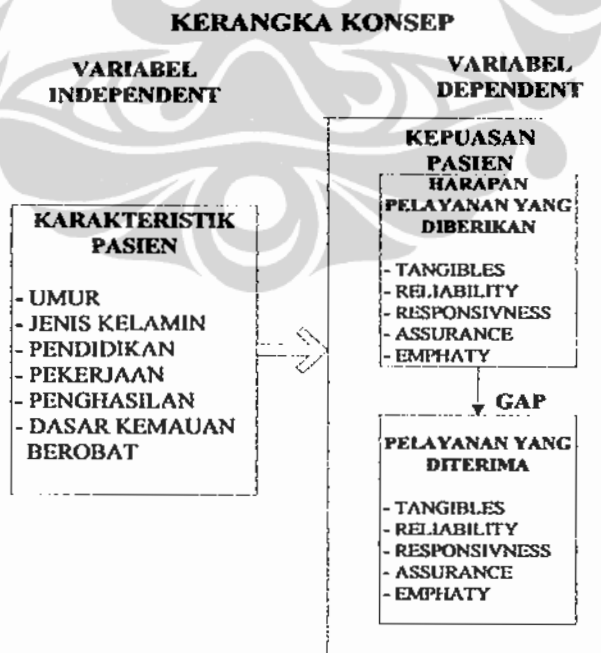 KERANGKA KONSEP
VARIABEL
INDEPENDENT
VARIABEL
DEPENDENT
KARAKTERISTIK
PASIEN
- UMUR
- JENIS KELAMIN
- PENDIDIKAN
- PEKERJAAN
- PENGHASILAN
- DASAR KEMAUAN
BEROBAT
KEPUASAN
PASIEN
HARAPAN
PELAYANAN YANG
DIBERIKAN
- TANGIBLES
- RELIABILITY
- RESPONSIVNESS
- ASSURANCE
- EMPHATY
GAP
PELAYANAN YANG
DITERIMA
- TANGIBLES
- RELIABILITY
- RESPONSIVNESS
- ASSURANCE
- EMPHATY